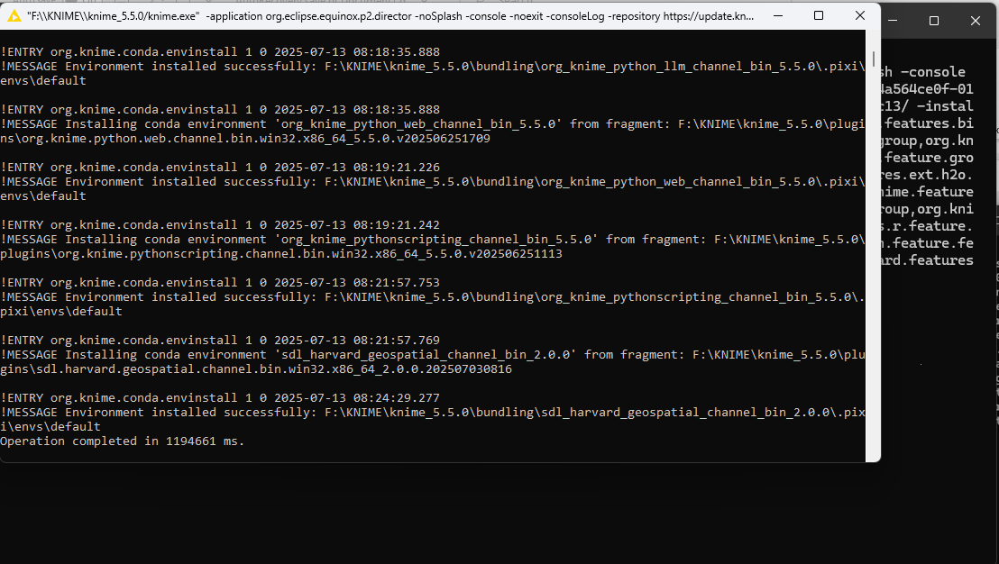 "F:\\KNIME\\knime_5.5.0/knime.exe" -application org.eclipse.equinox.p2.director -noSplash -console -noexit -consoleLog -repository https://update.kn...
!ENTRY org.knime.conda.envinstall 1 0 2025-07-13 08:18:35.888
!MESSAGE Environment installed successfully: F:\KNIME\knime_5.5.0\bundling\org_knime_python_llm_channel_bin_5.5.0\.pixi\
envs\default
!ENTRY org.knime.conda.envinstall 1 0 2025-07-13 08:18:35.888
!MESSAGE Installing conda environment 'org_knime_python_web_channel_bin_5.5.0' from fragment: F:\KNIME\knime_5.5.0\plugi
ns\org.knime.python.web.channel.bin.win32.x86_64_5.5.0.v202506251709
!ENTRY org.knime.conda.envinstall 1 0 2025-07-13 08:19:21.226
!MESSAGE Environment installed successfully: F:\KNIME\knime_5.5.0\bundling\org_knime_python_web_channel_bin_5.5.0\.pixi\
envs\default
!ENTRY org.knime.conda.envinstall 1 0 2025-07-13 08:19:21.242
!MESSAGE Installing conda environment 'org_knime_pythonscripting_channel_bin_5.5.0' from fragment: F:\KNIME\knime_5.5.0\
plugins\org.knime.pythonscripting.channel.bin.win32.x86_64_5.5.0.v202506251113
!ENTRY org.knime.conda.envinstall 1 0 2025-07-13 08:21:57.753
!MESSAGE Environment installed successfully: F:\KNIME\knime_5.5.0\bundling\org_knime_pythonscripting_channel_bin_5.5.0\.
pixi\envs\default
!ENTRY org.knime.conda.envinstall 1 0 2025-07-13 08:21:57.769
!MESSAGE Installing conda environment 'sdl_harvard_geospatial_channel_bin_2.0.0' from fragment: F:\KNIME\knime_5.5.0\plu
gins\sdl.harvard.geospatial.channel.bin.win32.x86_64_2.0.0.202507030816
!ENTRY org.knime.conda.envinstall 1 0 2025-07-13 08:24:29.277
!MESSAGE Environment installed successfully: F:\KNIME\knime_5.5.0\bundling\sdl_harvard_geospatial_channel_bin_2.0.0\.pix
i\envs\default
Operation completed in 1194661 ms.
sh -console
4a564ce0f-01
c13/ -instal
.features.bi
group,org.kn
.feature.gro
res.ext.h2o.
nime.feature
roup,org.kni
s.r.feature.
n.feature.fe
ard.features